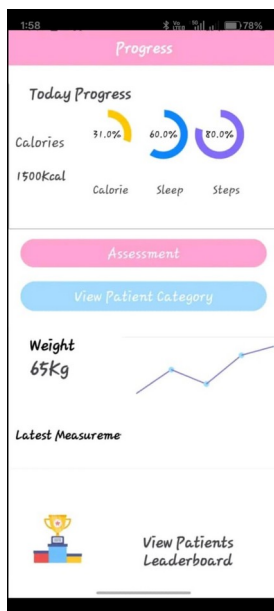 1:58
78%
Progress
Today Progress
Calories
1500Kcal
31.0%
60.0%
80.0%
Calorie
Sleep
Steps
Assessment
View Patient Category
Weight
65Kg
Latest Measureme
View Patients
Leaderboard